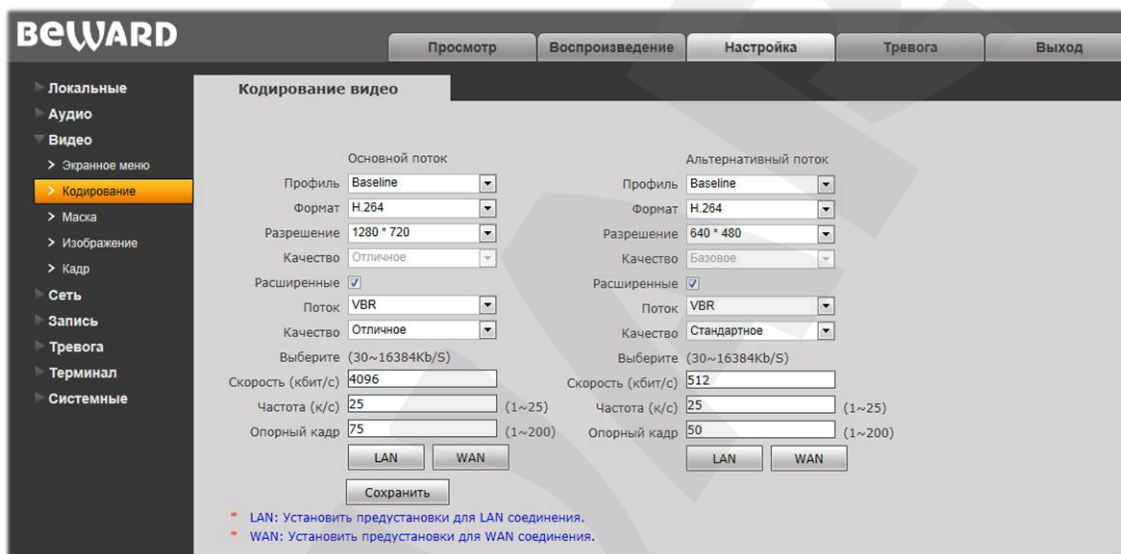 BEWARD
Просмотр Воспроизведение Настройка Тревога Выход
Локальные
Аудио
Видео
> Экранное меню
> Кодирование
> Маска
> Изображение
> Кадр
Сеть
Запись
Тревога
Терминал
Системные
Кодирование видео
Основной поток
Профиль Baseline
Формат H.264
Разрешение 1280 * 720
Качество Отличное
Расширенные
Поток VBR
Качество Отличное
Выберите (30~16384Kb/S)
Скорость (кбит/с) 4096
Частота (к/с) 25 (1~25)
Опорный кадр 75 (1~200)
LAN WAN
Сохранить
Альтернативный поток
Профиль Baseline
Формат H.264
Разрешение 640 * 480
Качество Базовое
Расширенные
Поток VBR
Качество Стандартное
Выберите (30~16384Kb/S)
Скорость (кбит/с) 512
Частота (к/с) 25 (1~25)
Опорный кадр 50 (1~200)
LAN WAN
* LAN: Установить предустановки для LAN соединения.
* WAN: Установить предустановки для WAN соединения.